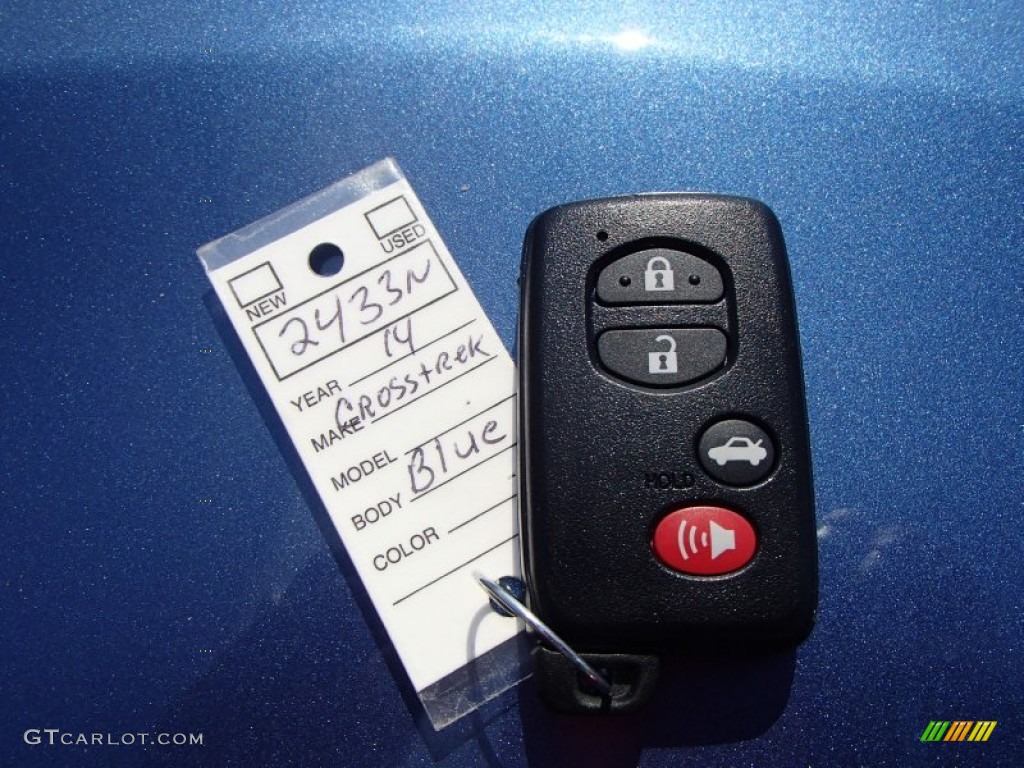 NEW USED
2433N
YEAR 14
MAKE Crosstrek
MODEL
BODY Blue
COLOR
HOLD
GTCARLOT.COM